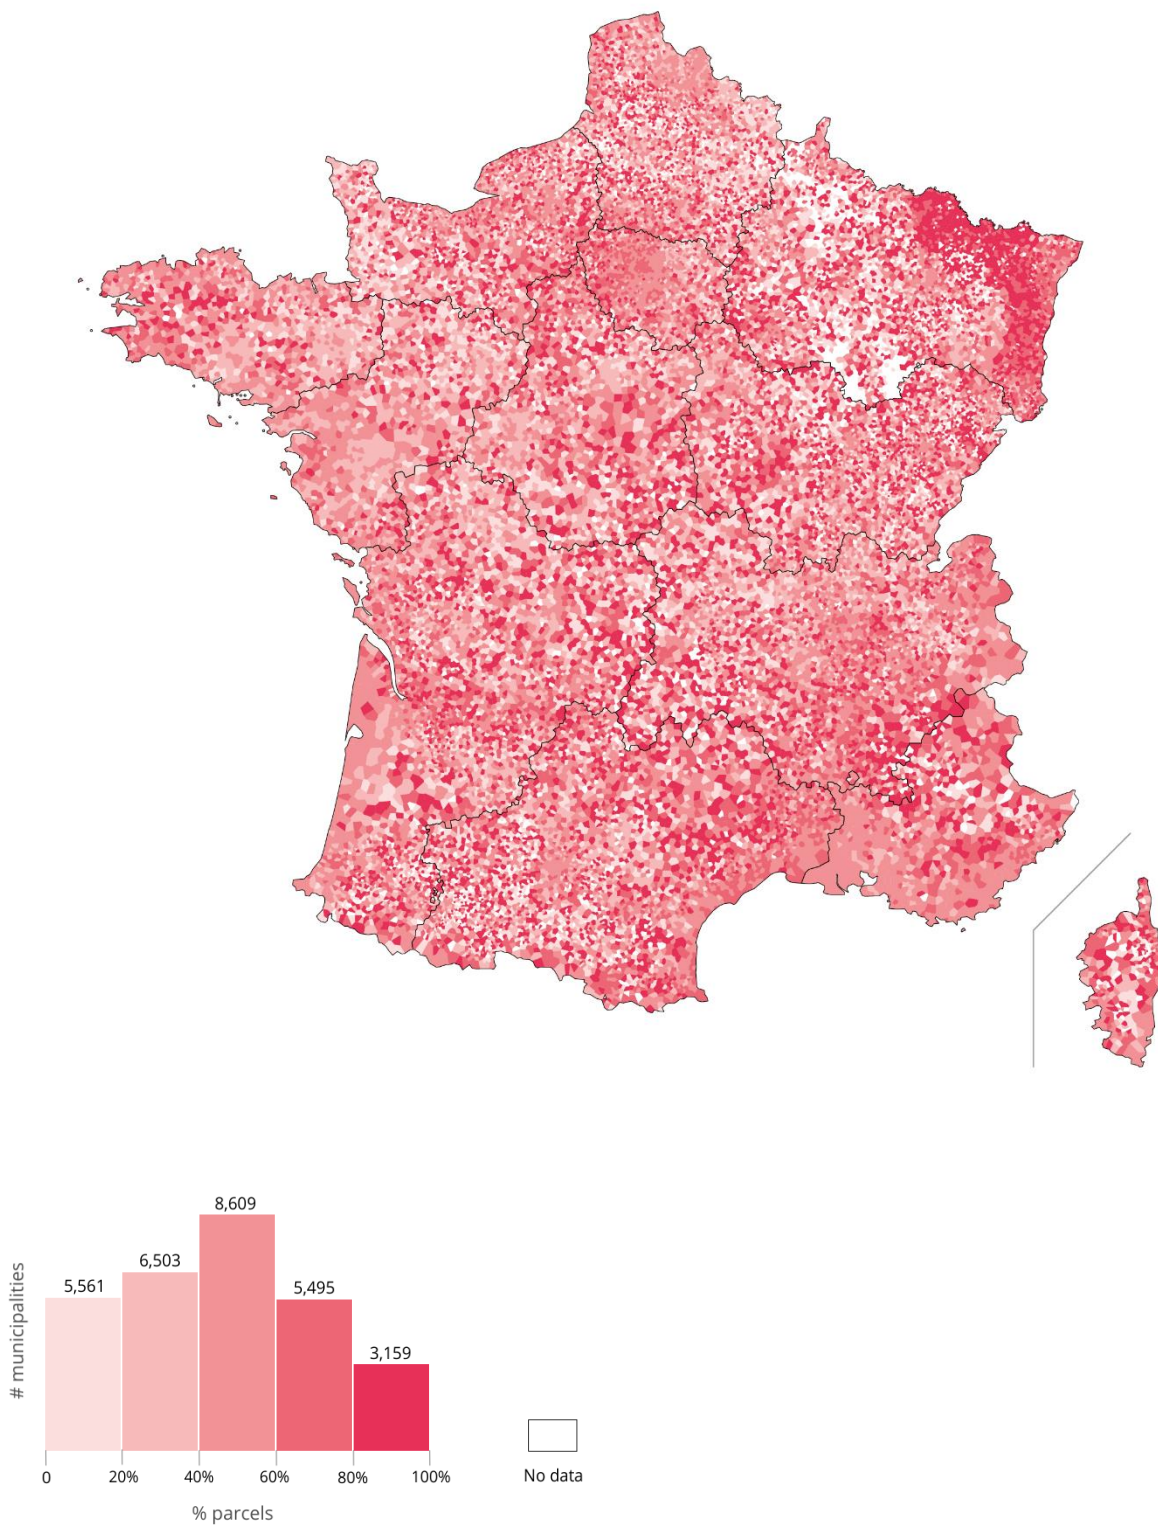 8,609
6,503
5,561
5,495
3,159
# municipalities
0 20% 40% 60% 80% 100%
No data
% parcels